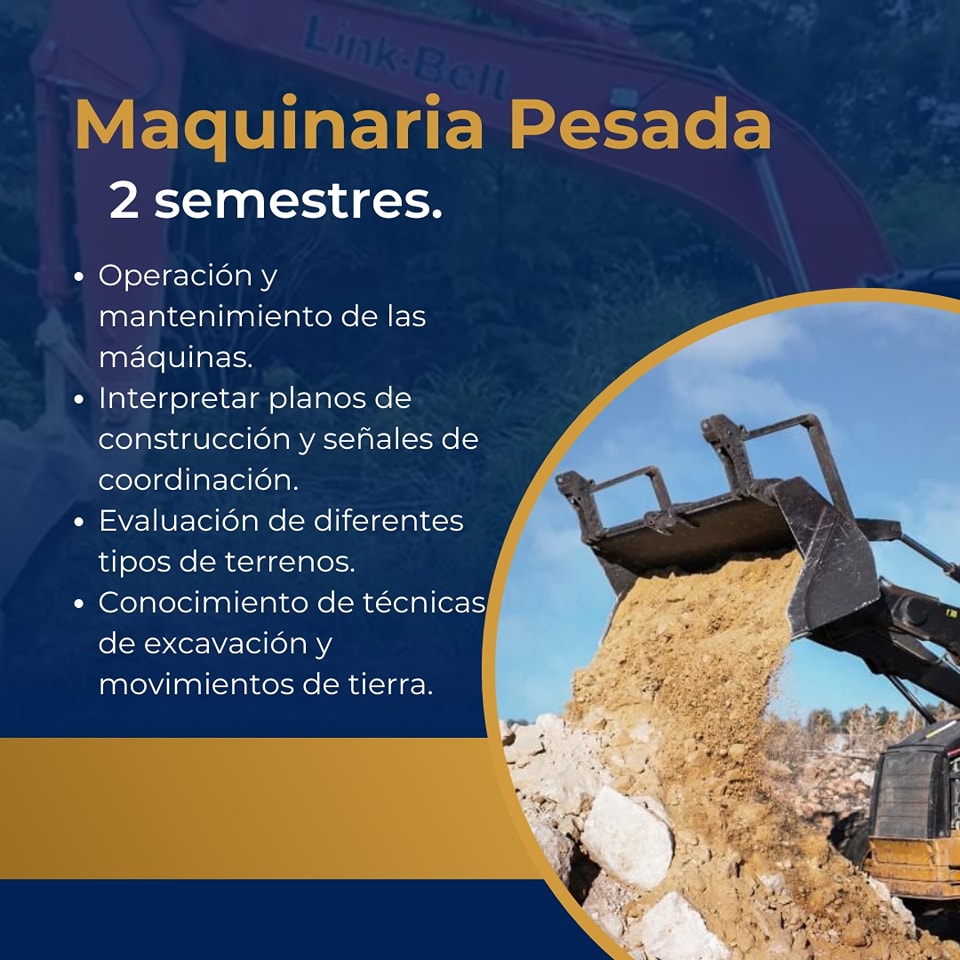 Link-Belt
Maquinaria Pesada
2 semestres.
• Operación y
mantenimiento de las
máquinas.
• Interpretar planos de
construcción y señales de
coordinación.
• Evaluación de diferentes
tipos de terrenos.
• Conocimiento de técnicas
de excavación y
movimientos de tierra.